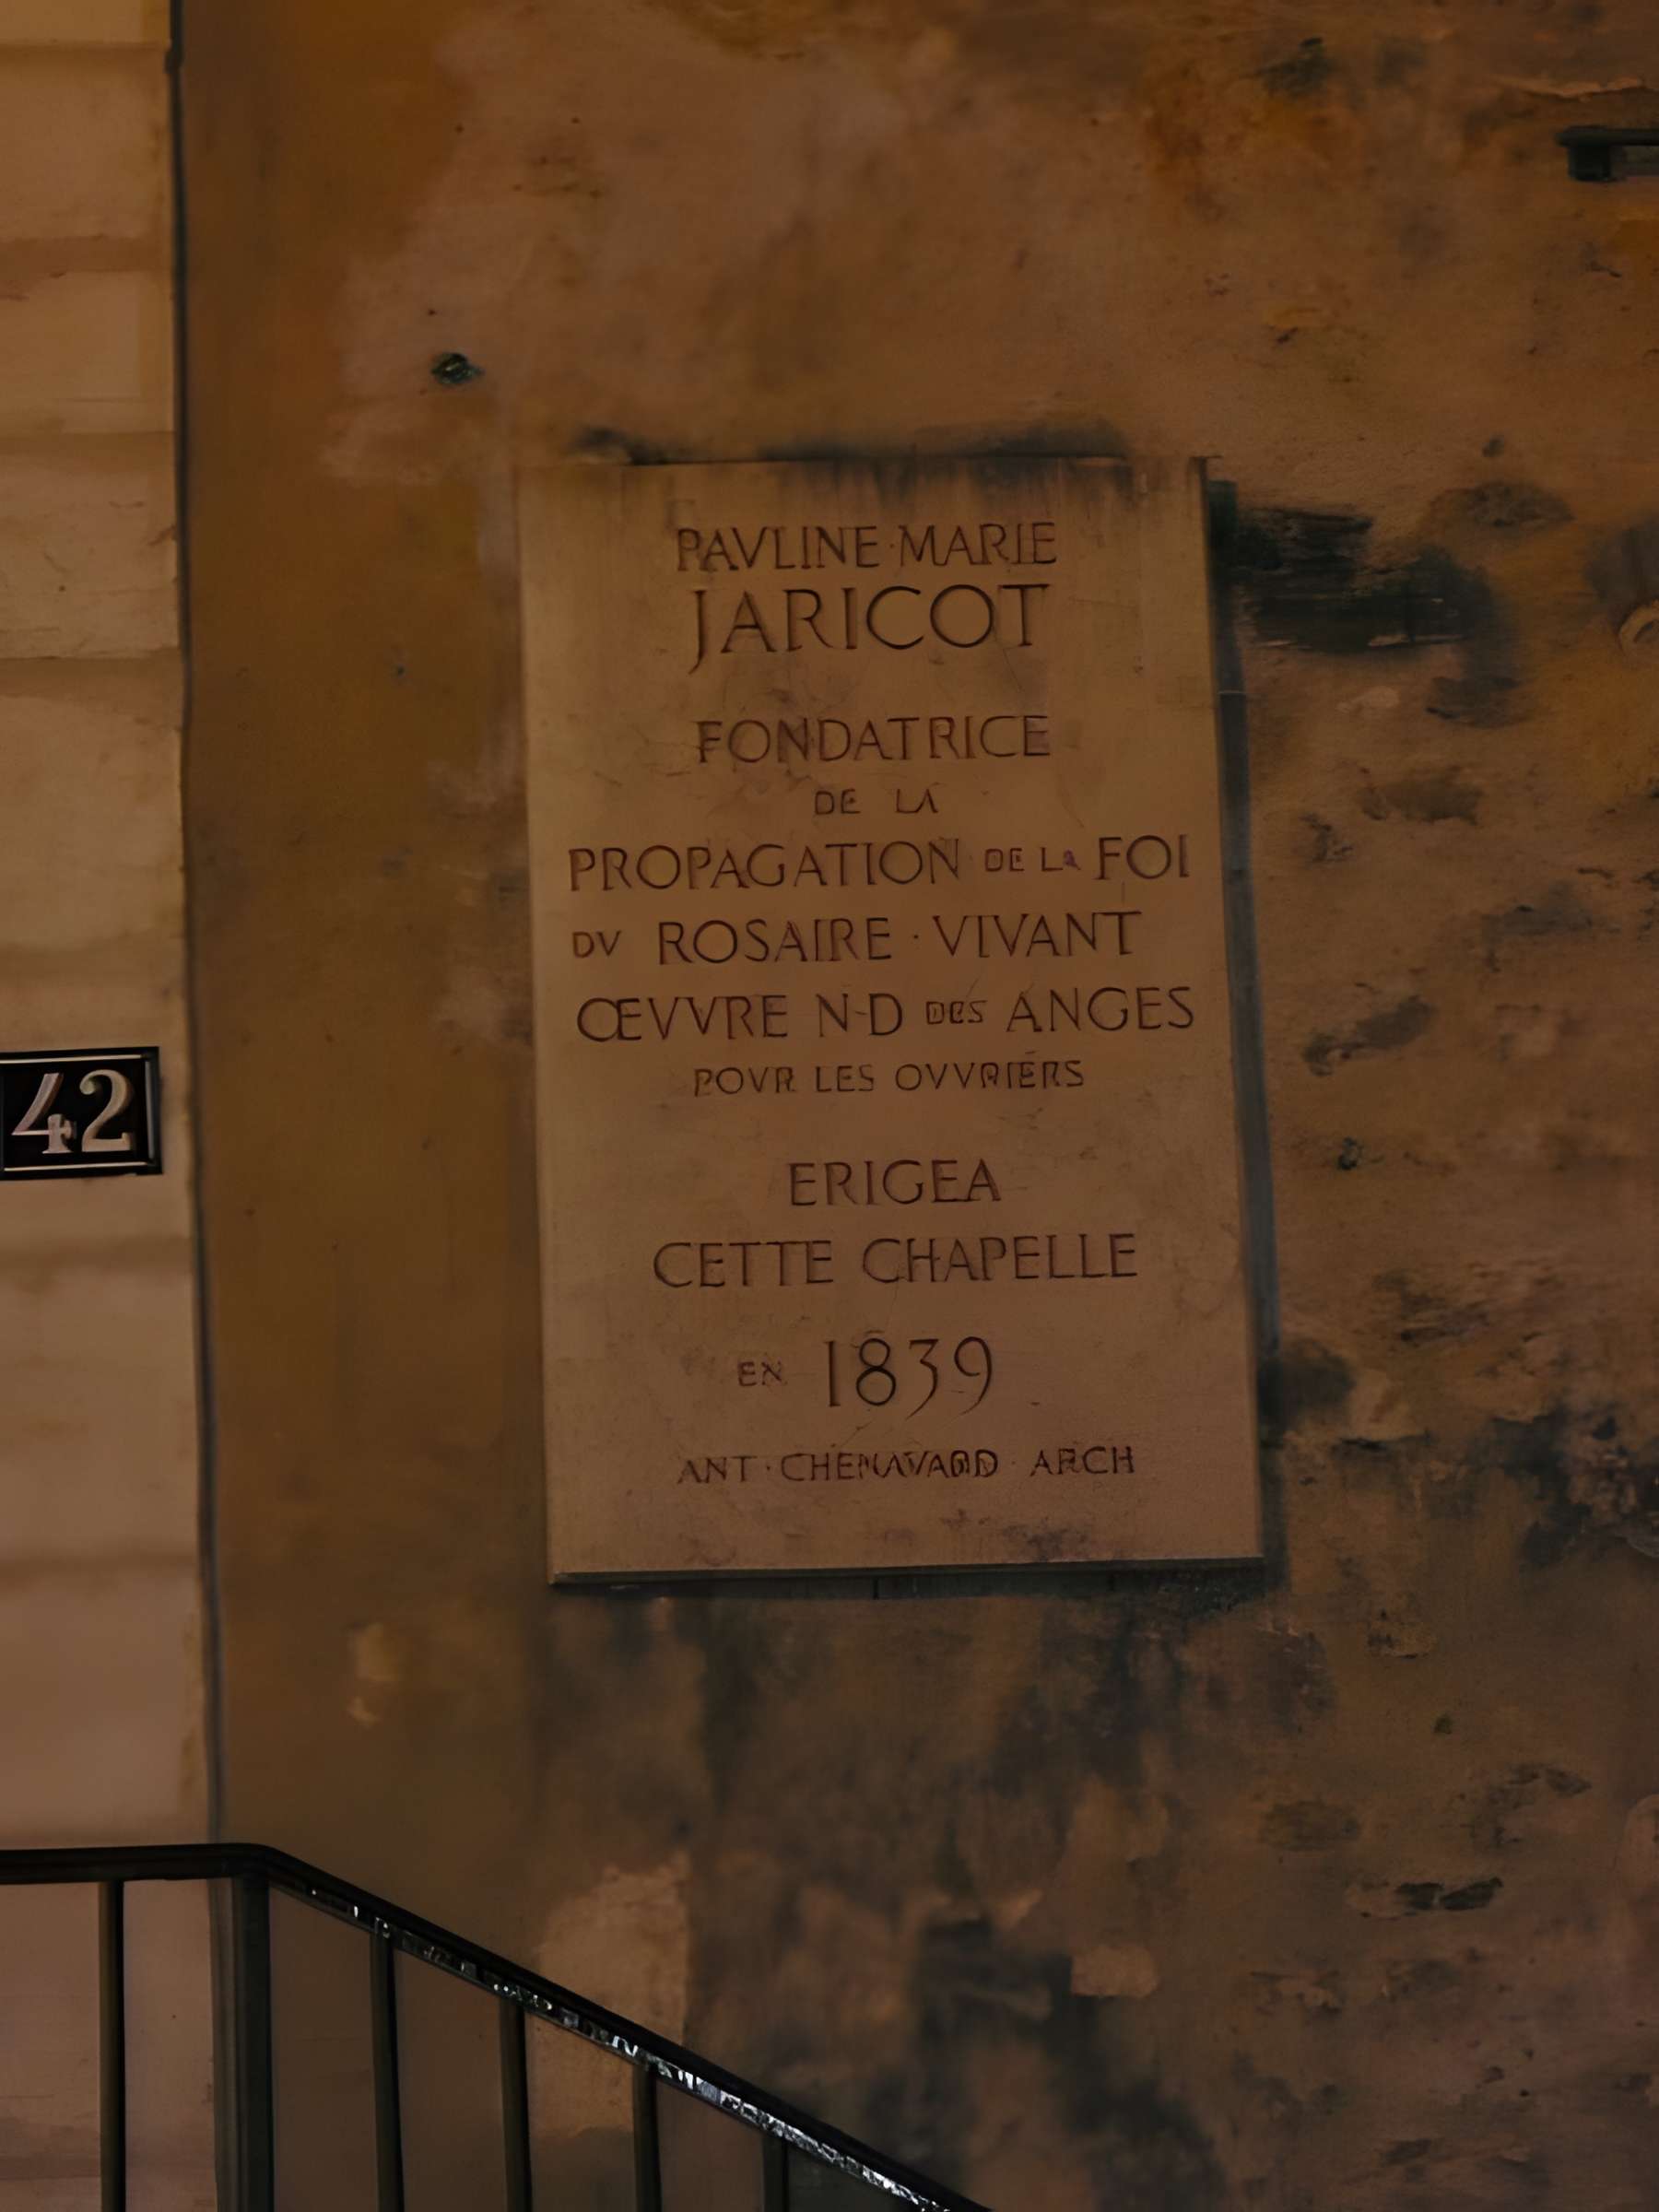 PAVLINE·MARIE
JARICOT
FONDATRICE
DE LA
PROPAGATION DE LA FOI
DV ROSAIRE · VIVANT
ŒVVRE N-D DES ANGES
POVR LES OVVRIERS
ERIGEA
CETTE CHAPELLE
EN 1839
ANT · CHENAVARD · ARCH
42